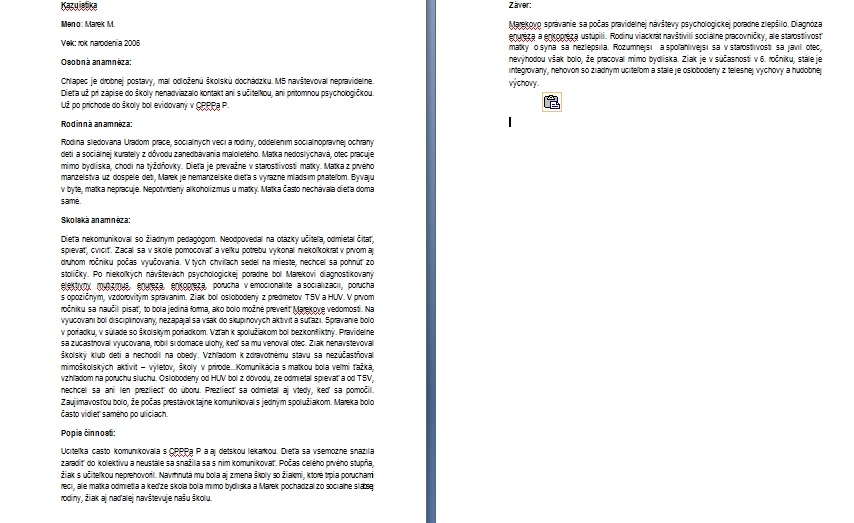 Kazuistika
Meno: Marek M.
Vek: rok narodenia 2006
Osobná anamnéza:
Chlapec je drobnej postavy, mal odloženú školskú dochádzku. MŠ navštevoval nepravidelne.
Dieťa už pri zápise do školy nenadviazalo kontakt ani s učiteľkou, ani prítomnou psychologičkou.
Už po príchode do školy bol evidovaný v CPPPaP P.
Rodinná anamnéza:
Rodina sledovaná Úradom práce, sociálnych vecí a rodiny, oddelením sociálnoprávnej ochrany
detí a sociálnej kurately z dôvodu zanedbávania maloletého. Matka nedoslýchavá, otec pracuje
mimo bydliska, chodí na týždňovky. Dieťa je prevažne v starostlivosti matky. Matka z prvého
manželstva už dospelé deti, Marek je nemanželské dieťa s výrazne mladším priateľom. Bývajú
v byte, matka nepracuje. Nepotvrdený alkoholizmus u matky. Matka často nechávala dieťa doma
samé.
Školská anamnéza:
Dieťa nekomunikoval so žiadnym pedagógom. Neodpovedal na otázky učiteľa, odmietal čítať,
spievať, cvičiť. Začal sa v škole pomočovať a veľkú potrebu vykonal niekoľkokrát v prvom aj
druhom ročníku počas vyučovania. V tých chvíľach sedel na mieste, nechcel sa pohnúť zo
stoličky. Po niekoľkých návštevách psychologickej poradne bol Marekovi diagnostikovaný
elektívny mutizmus, enuréza, enkopréza, porucha v emocionalite a socializácii, porucha
s opozičným, vzdorovitým správaním. Žiak bol oslobodený z predmetov TSV a HUV. V prvom
ročníku sa naučil písať, to bola jediná forma, ako bolo možné preveriť Marekove vedomosti. Na
vyučovaní bol disciplinovaný, nezapájal sa však do skupinových aktivít a súťaží. Správanie bolo
v poriadku, v súlade so školským poriadkom. Vzťah k spolužiakom bol bezkonfliktný. Pravidelne
sa zúčastňoval vyučovania, robil si domáce úlohy, keď sa mu venoval otec. Žiak nenavštevoval
školský klub detí a nechodil na obedy. Vzhľadom k zdravotnému stavu sa nezúčastňoval
mimoškolských aktivít – výletov, školy v prírode...Komunikácia s matkou bola veľmi ťažká,
vzhľadom na poruchu sluchu. Oslobodený od HUV bol z dôvodu, že odmietal spievať a od TSV,
nechcel sa ani len prezliecť do úboru. Prezliecť sa odmietal aj vtedy, keď sa pomočil.
Zaujímavosťou bolo, že počas prestávok tajne komunikoval s jedným spolužiakom. Mareka bolo
často vidieť samého po uliciach.
Popis činnosti:
Učiteľka často komunikovala s CPPPaP P a aj detskou lekárkou. Dieťa sa všemožne snažila
zaradiť do kolektívu a neustále sa snažila s ním komunikovať. Počas celého prvého stupňa,
žiak s učiteľkou neprehovoril. Navrhnutá mu bola aj zmena školy so žiakmi, ktoré trpia poruchami
reči, ale matka odmietla a keďže škola bola mimo bydliska a Marek pochádzal zo sociálne slabšej
rodiny, žiak aj naďalej navštevuje našu školu.
Záver:
Marekovo správanie sa počas pravidelnej návštevy psychologickej poradne zlepšilo. Diagnóza
enuréza a enkopréza ustúpili. Rodinu viackrát navštívili sociálne pracovníčky, ale starostlivosť
matky o syna sa nezlepšila. Rozumnejší a spoľahlivejší sa v starostlivosti sa javil otec,
nevýhodou však bolo, že pracoval mimo bydliska. Žiak je v súčasnosti v 6. ročníku, stále je
integrovaný, nehovorí so žiadnym učiteľom a stále je oslobodený z telesnej výchovy a hudobnej
výchovy.